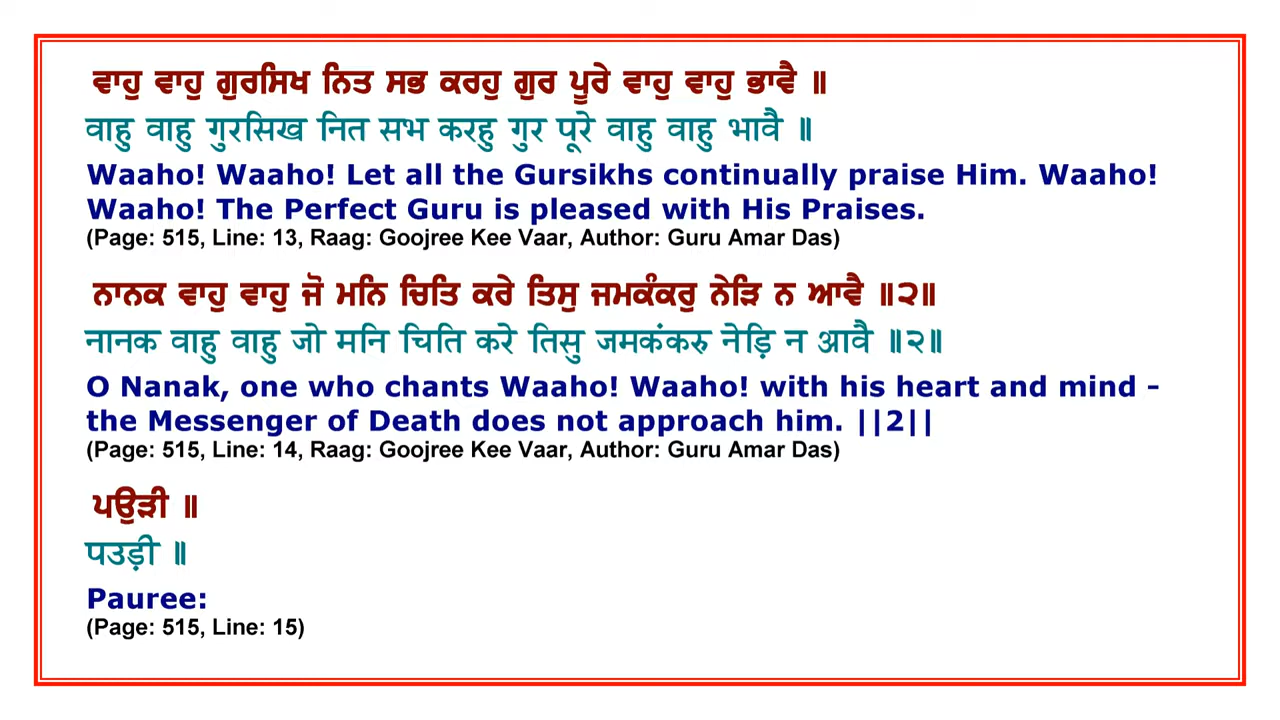 ਵਾਹੁ ਵਾਹੁ ਗੁਰਸਿਖ ਨਿਤ ਸਭ ਕਰਹੁ ਗੁਰ ਪੂਰੇ ਵਾਹੁ ਵਾਹੁ ਭਾਵੈ ॥
वाहु वाहु गुरसिख नित सभ करहु गुर पूरे वाहु वाहु भावै ॥
Waaho! Waaho! Let all the Gursikhs continually praise Him. Waaho!
Waaho! The Perfect Guru is pleased with His Praises.
(Page: 515, Line: 13, Raag: Goojree Kee Vaar, Author: Guru Amar Das)
ਨਾਨਕ ਵਾਹੁ ਵਾਹੁ ਜੋ ਮਨਿ ਚਿਤਿ ਕਰੇ ਤਿਸੁ ਜਮਕੰਕਰੁ ਨੇੜਿ ਨ ਆਵੈ ॥੨॥
नानक वाहु वाहु जो मनि चिति करे तिसु जमकंकरु नेड़ि न आवै ॥२॥
O Nanak, one who chants Waaho! Waaho! with his heart and mind -
the Messenger of Death does not approach him. ||2||
(Page: 515, Line: 14, Raag: Goojree Kee Vaar, Author: Guru Amar Das)
ਪਉੜੀ ॥
पउड़ी ॥
Pauree:
(Page: 515, Line: 15)